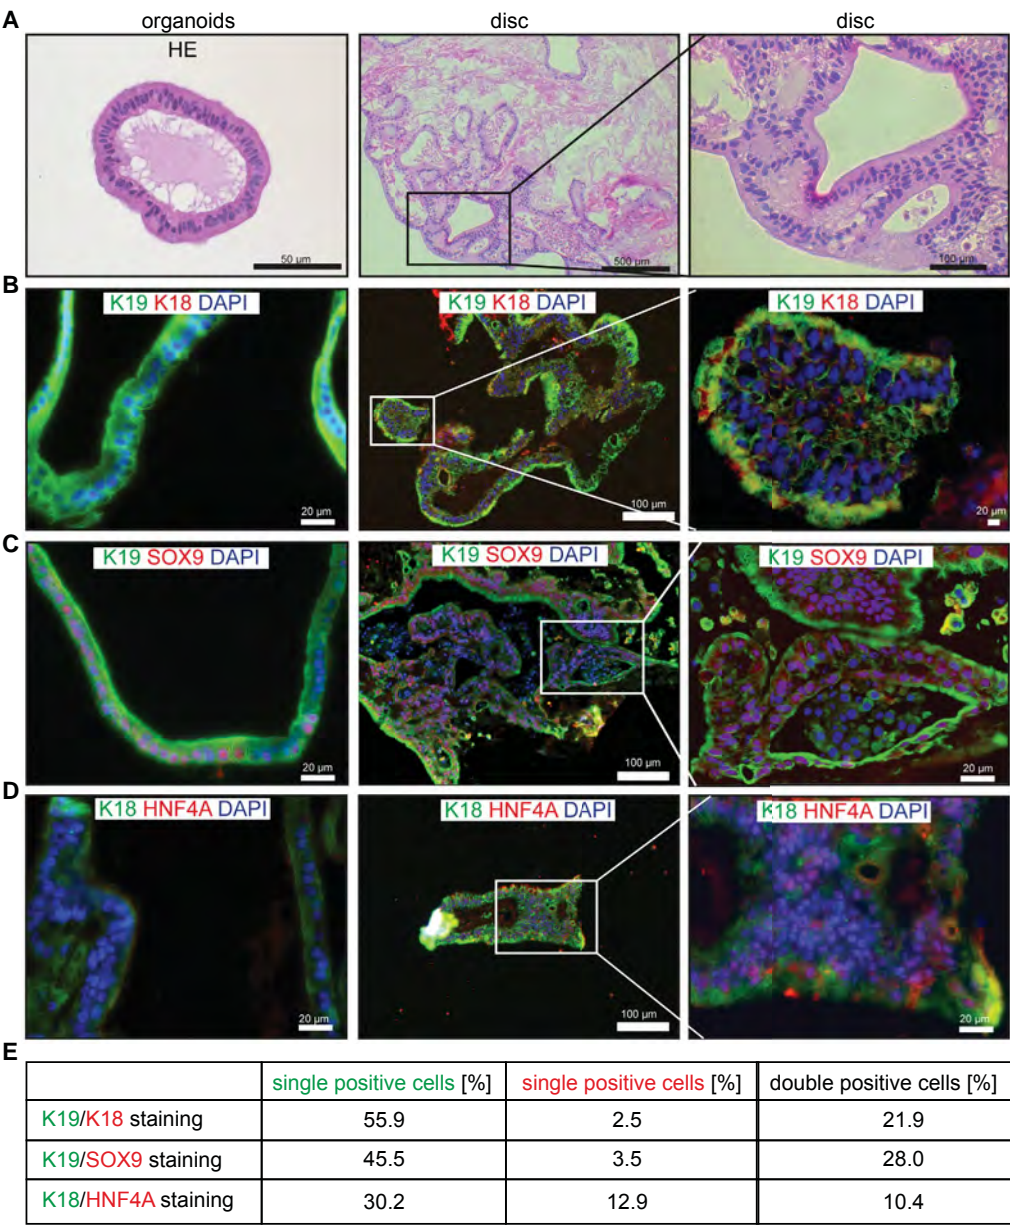 A organoids disc disc
HE
50 µm 500 µm 100 µm
B
K19 K18 DAPI K19 K18 DAPI K19 K18 DAPI
20 µm 100 µm 20 µm
C
K19 SOX9 DAPI K19 SOX9 DAPI K19 SOX9 DAPI
20 µm 100 µm 20 µm
D
K18 HNF4A DAPI K18 HNF4A DAPI K18 HNF4A DAPI
20 µm 100 µm 20 µm
E
single positive cells [%] single positive cells [%] double positive cells [%]
K19/K18 staining 55.9 2.5 21.9
K19/SOX9 staining 45.5 3.5 28.0
K18/HNF4A staining 30.2 12.9 10.4